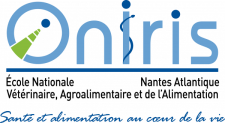 Oniris
École Nationale Nantes Atlantique
Vétérinaire, Agroalimentaire et de l'Alimentation
Santé et alimentation au cœur de la vie